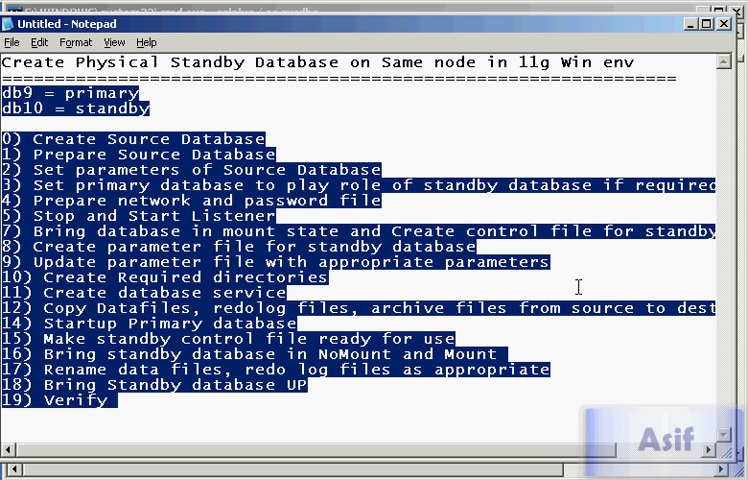 C:\WINDOWS\system32\cmd.exe - sqlplus / as sysdba
Untitled - Notepad
File Edit Format View Help
Create Physical Standby Database on Same node in 11g Win env
=================================================================
db9 = primary
db10 = standby
0) Create Source Database
1) Prepare Source Database
2) Set parameters of Source Database
3) Set primary database to play role of standby database if required
4) Prepare network and password file
5) Stop and Start Listener
7) Bring database in mount state and Create control file for standby
8) Create parameter file for standby database
9) Update parameter file with appropriate parameters
10) Create Required directories
11) Create database service
12) Copy Datafiles, redolog files, archive files from source to dest
14) Startup Primary database
15) Make standby control file ready for use
16) Bring standby database in NoMount and Mount
17) Rename data files, redo log files as appropriate
18) Bring Standby database UP
19) Verify
Asif